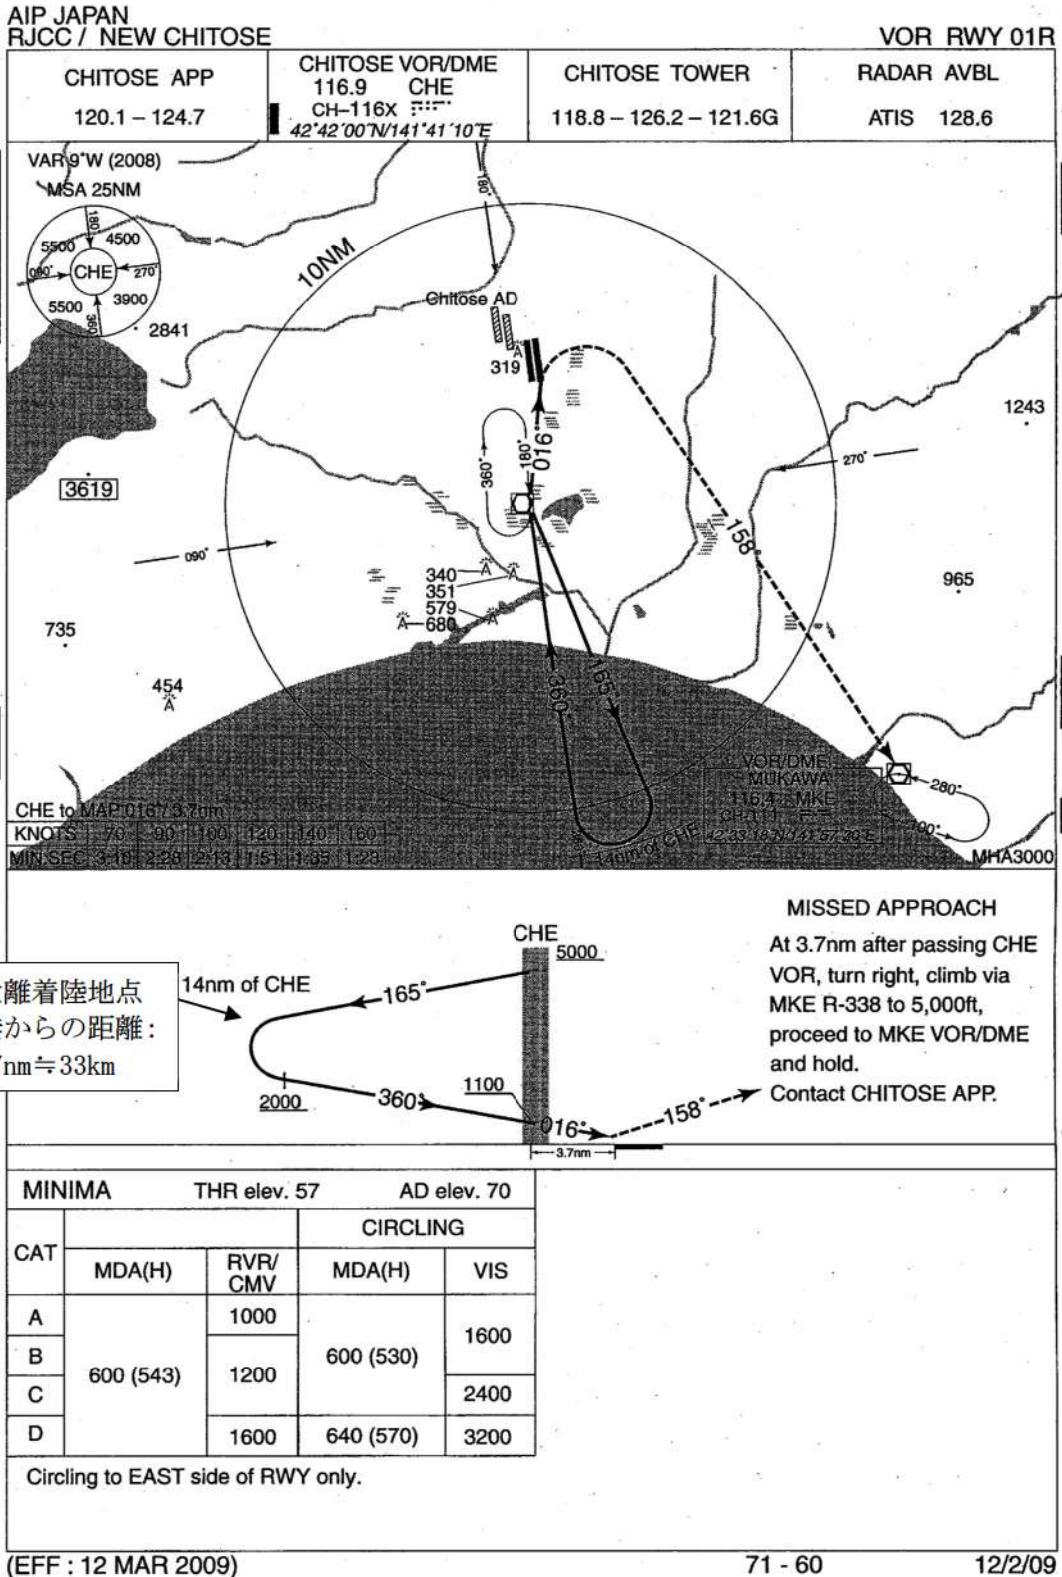 AIP JAPAN
RJCC / NEW CHITOSE
VOR RWY 01R
CHITOSE APP
120.1 – 124.7
CHITOSE VOR/DME
116.9 CHE
CH–116X
42°42'00"N/141°41'10"E
CHITOSE TOWER
118.8 – 126.2 – 121.6G
RADAR AVBL
ATIS 128.6
VAR 9°W (2008)
MSA 25NM
180°
5500
4500
090°
CHE
270°
5500
3900
360°
2841
180°
10NM
Chitose AD
319
1243
3619
360°
180°
016°
270°
090°
158°
340
351
579
680
965
735
454
360°
165°
VOR/DME
MUKAWA
116.4 MKE
280°
CHE to MAP 016°/3.7nm
KNOTS 70 90 100 120 140 160
MIN:SEC 3:10 2:28 2:13 1:51 1:35 1:23
14nm of CHE
MHA3000
MISSED APPROACH
At 3.7nm after passing CHE
VOR, turn right, climb via
MKE R-338 to 5,000ft,
proceed to MKE VOR/DME
and hold.
Contact CHITOSE APP.
CHE
5000
14nm of CHE
165°
離着陸地点
からの距離:
nm≒33km
2000
360°
1100
016°
158°
3.7nm
MINIMA THR elev. 57 AD elev. 70
CIRCLING
CAT
MDA(H)
RVR/
CMV
MDA(H)
VIS
A
1000
1600
B
600 (543)
1200
600 (530)
C
2400
D
1600
640 (570)
3200
Circling to EAST side of RWY only.
(EFF : 12 MAR 2009)
71 - 60
12/2/09